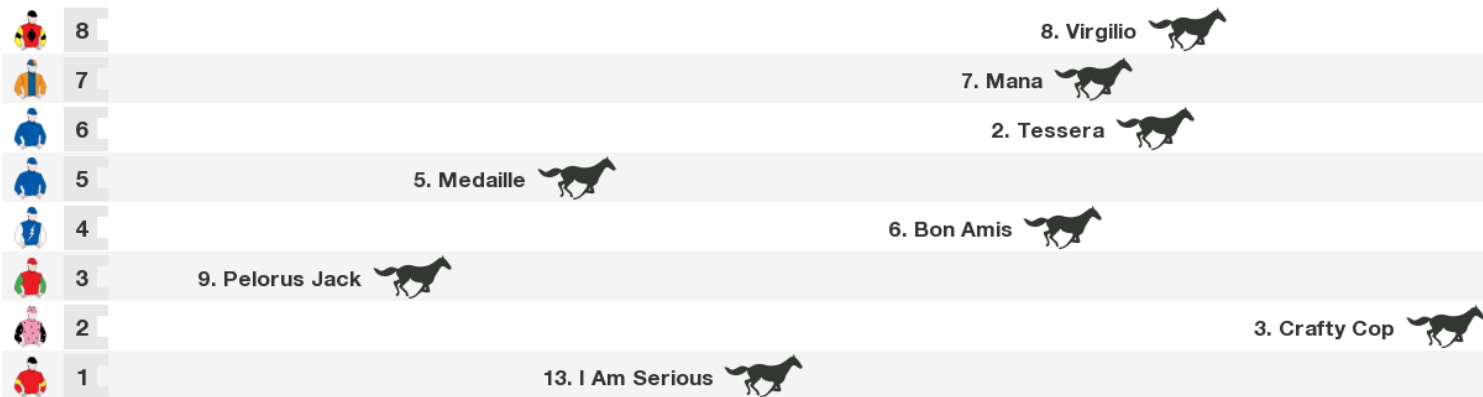 8 8. Virgilio
7 7. Mana
6 2. Tessera
5 5. Medaille
4 6. Bon Amis
3 9. Pelorus Jack
2 3. Crafty Cop
1 13. I Am Serious